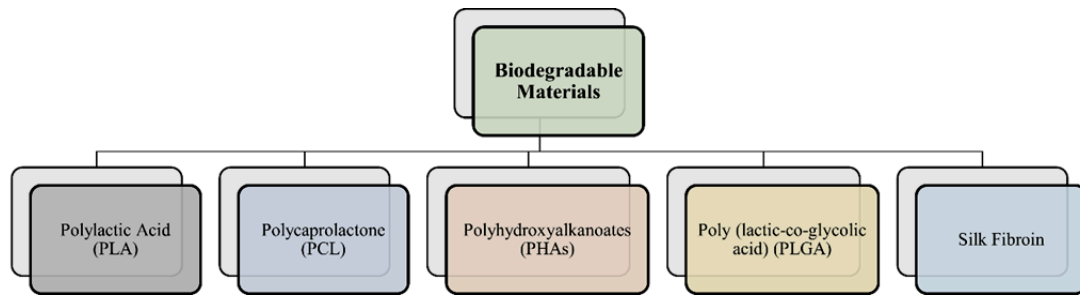 Biodegradable
Materials
Polylactic Acid
(PLA)
Polycaprolactone
(PCL)
Polyhydroxyalkanoates
(PHAs)
Poly (lactic-co-glycolic
acid) (PLGA)
Silk Fibroin